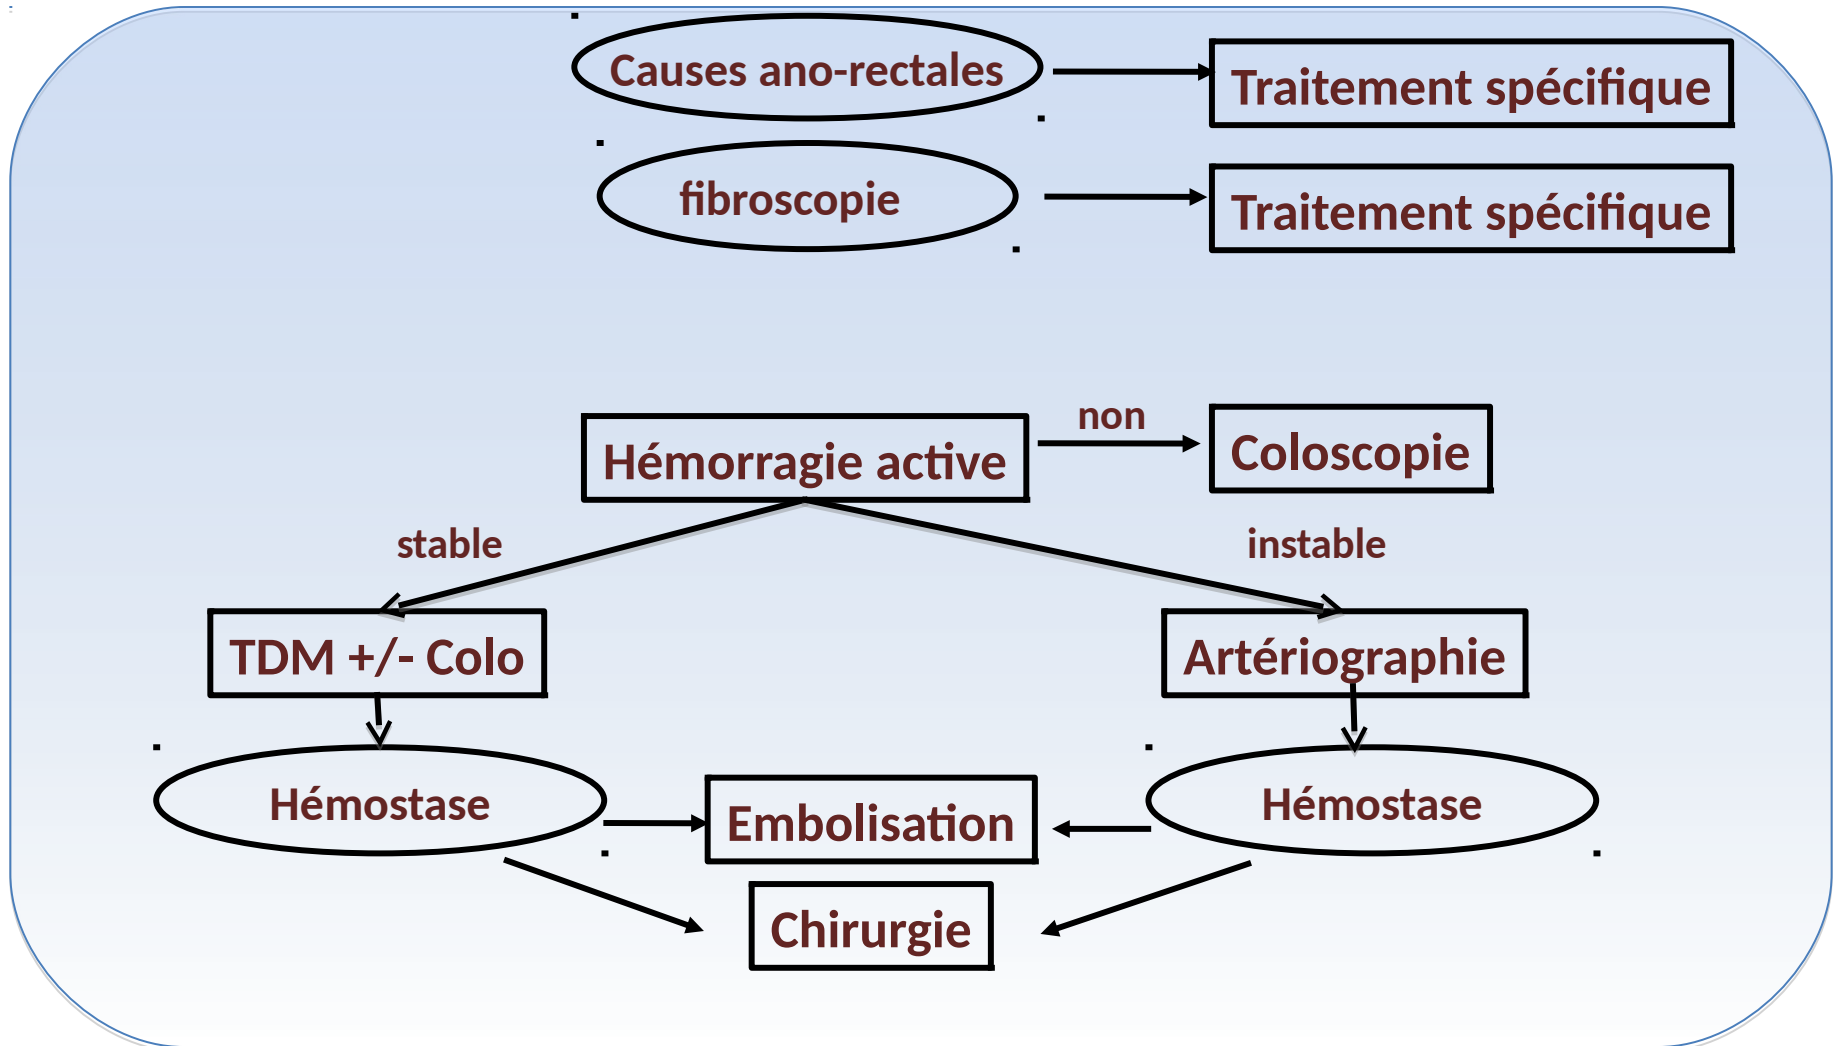 Causes ano-rectales
Traitement spécifique
fibroscopie
Traitement spécifique
non
Hémorragie active
Coloscopie
stable
instable
TDM +/- Colo
Artériographie
Hémostase
Embolisation
Hémostase
Chirurgie